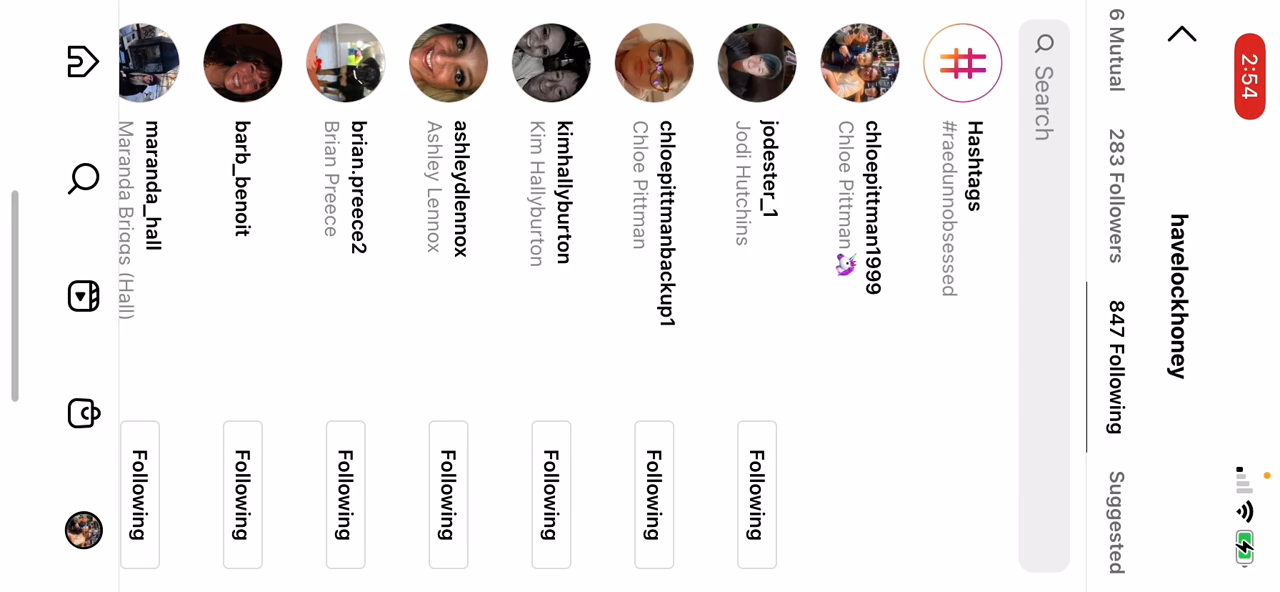 2:54
havelockhoney
6 Mutual
283 Followers
847 Following
Suggested
Search
Hashtags
#raedunnobsessed
chloepittman1999
Chloe Pittman🦄
jodester_1
Jodi Hutchins
Following
chloepittmanbackup1
Chloe Pittman
Following
kimhallyburton
Kim Hallyburton
Following
ashleydlennox
Ashley Lennox
Following
brian.preece2
Brian Preece
Following
barb_benoit
Following
maranda_hall
Maranda Briggs (Hall)
Following